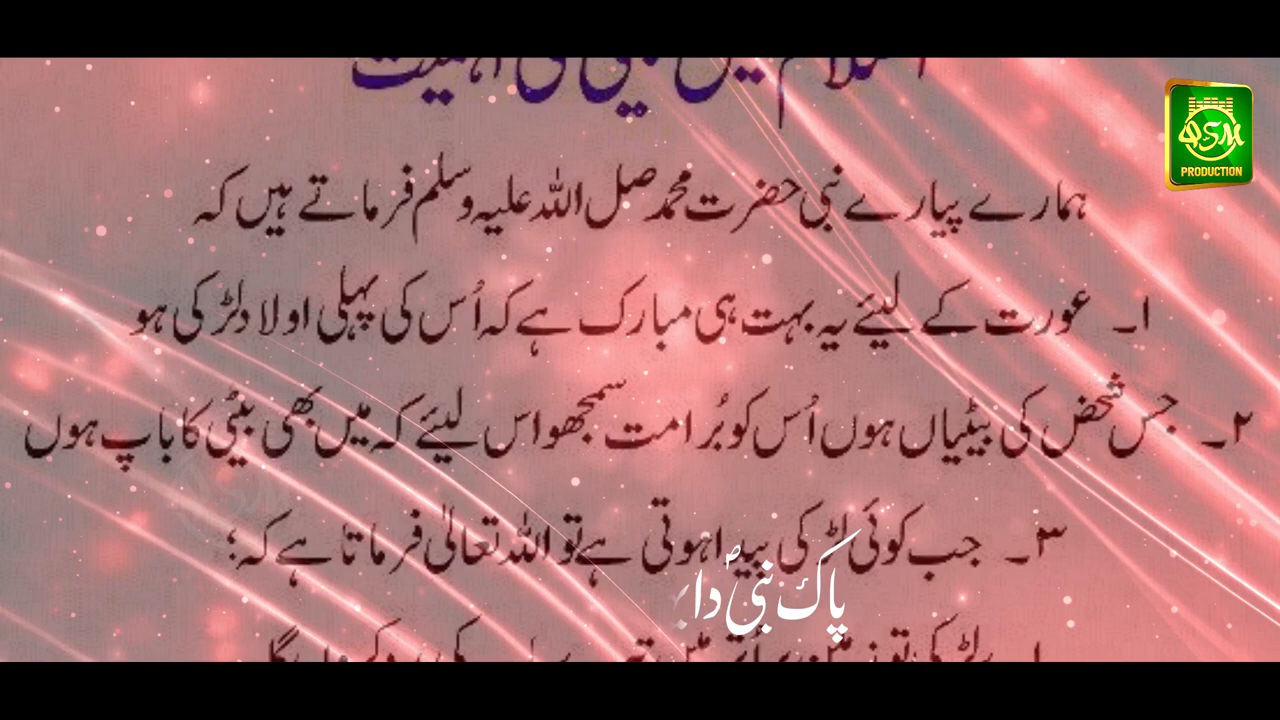 ہمارے پیارے نبی حضرت محمد صل اللہ علیہ وسلم فرماتے ہیں کہ
۱۔ عورت کے لیئے یہ بہت ہی مبارک ہے کہ اُس کی پہلی اولاد لڑکی ہو
۲۔ جس شخض کی بیٹیاں ہوں اُس کو بُرا مت سمجھو اس لیئے کہ میں بھی بیٹی کا باپ ہوں
۳۔ جب کوئی لڑکی پیدا ہوتی ہے تو اللہ تعالیٰ فرماتا ہے کہ؛
پاک نبیؐ دا
QSM
PRODUCTION